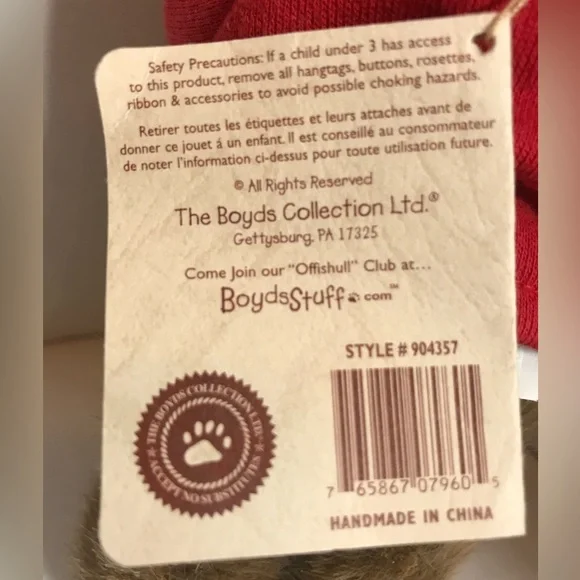 Safety Precautions: If a child under 3 has access
to this product, remove all hangtags, buttons, rosettes,
ribbon & accessories to avoid possible choking hazards.
Retirer toutes les étiquettes et leurs attaches avant de
donner ce jouet á un enfant. Il est conseillé au consommateur
de noter l'information ci-dessus pour toute utilisation future.
© All Rights Reserved
The Boyds Collection Ltd.®
Gettysburg, PA 17325
Come Join our "Offishull" Club at...
BoydsStuff.com™
STYLE # 904357
THE BOYDS COLLECTION LTD.
ACCEPT NO SUBSTITUTES
7 65867 07960 5
HANDMADE IN CHINA